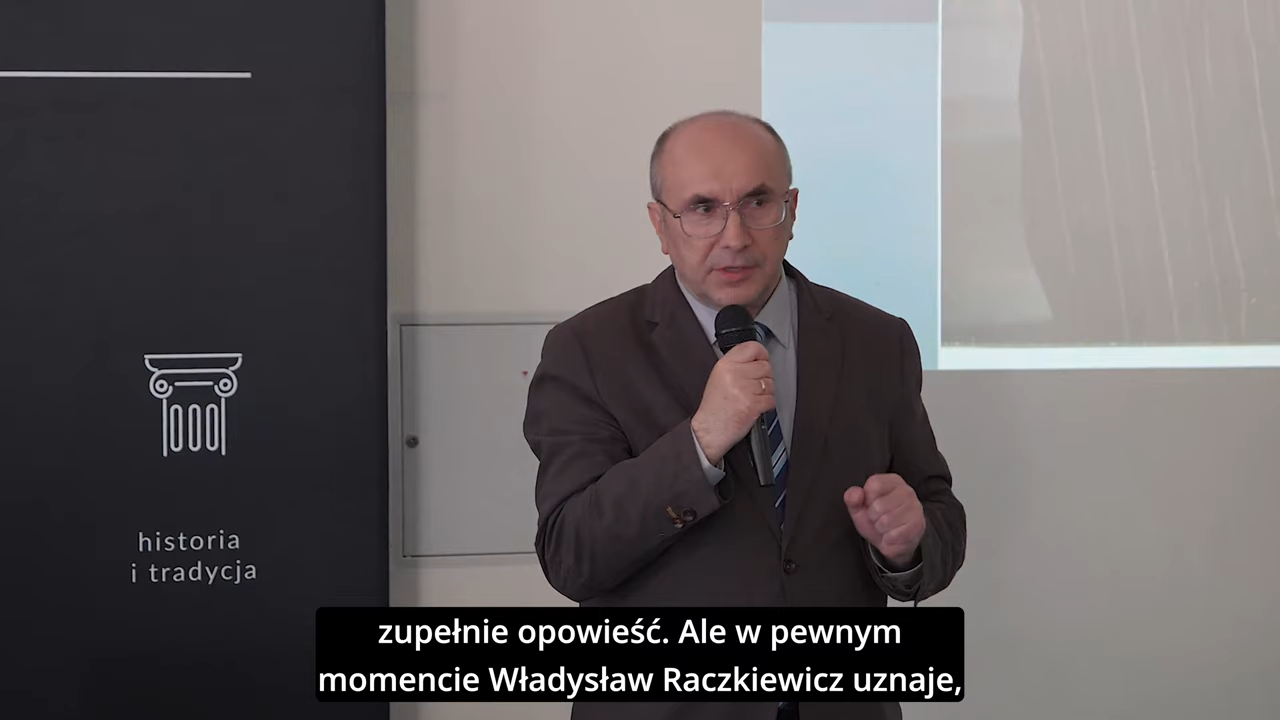 historia
i tradycja
zupełnie opowieść. Ale w pewnym
momencie Władysław Raczkiewicz uznaje,